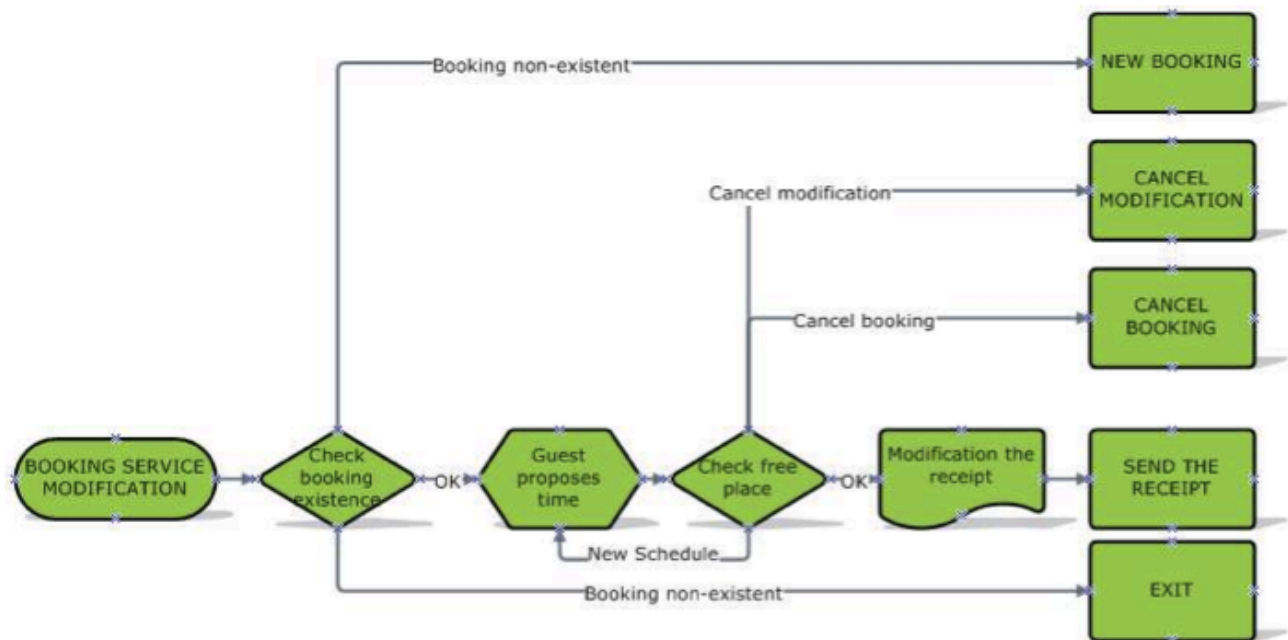 Booking non-existent
NEW BOOKING
Cancel modification
CANCEL
MODIFICATION
Cancel booking
CANCEL
BOOKING
BOOKING SERVICE
MODIFICATION
Check
booking
existence
OK
Guest
proposes
time
Check free
place
OK
Modification the
receipt
SEND THE
RECEIPT
New Schedule
Booking non-existent
EXIT